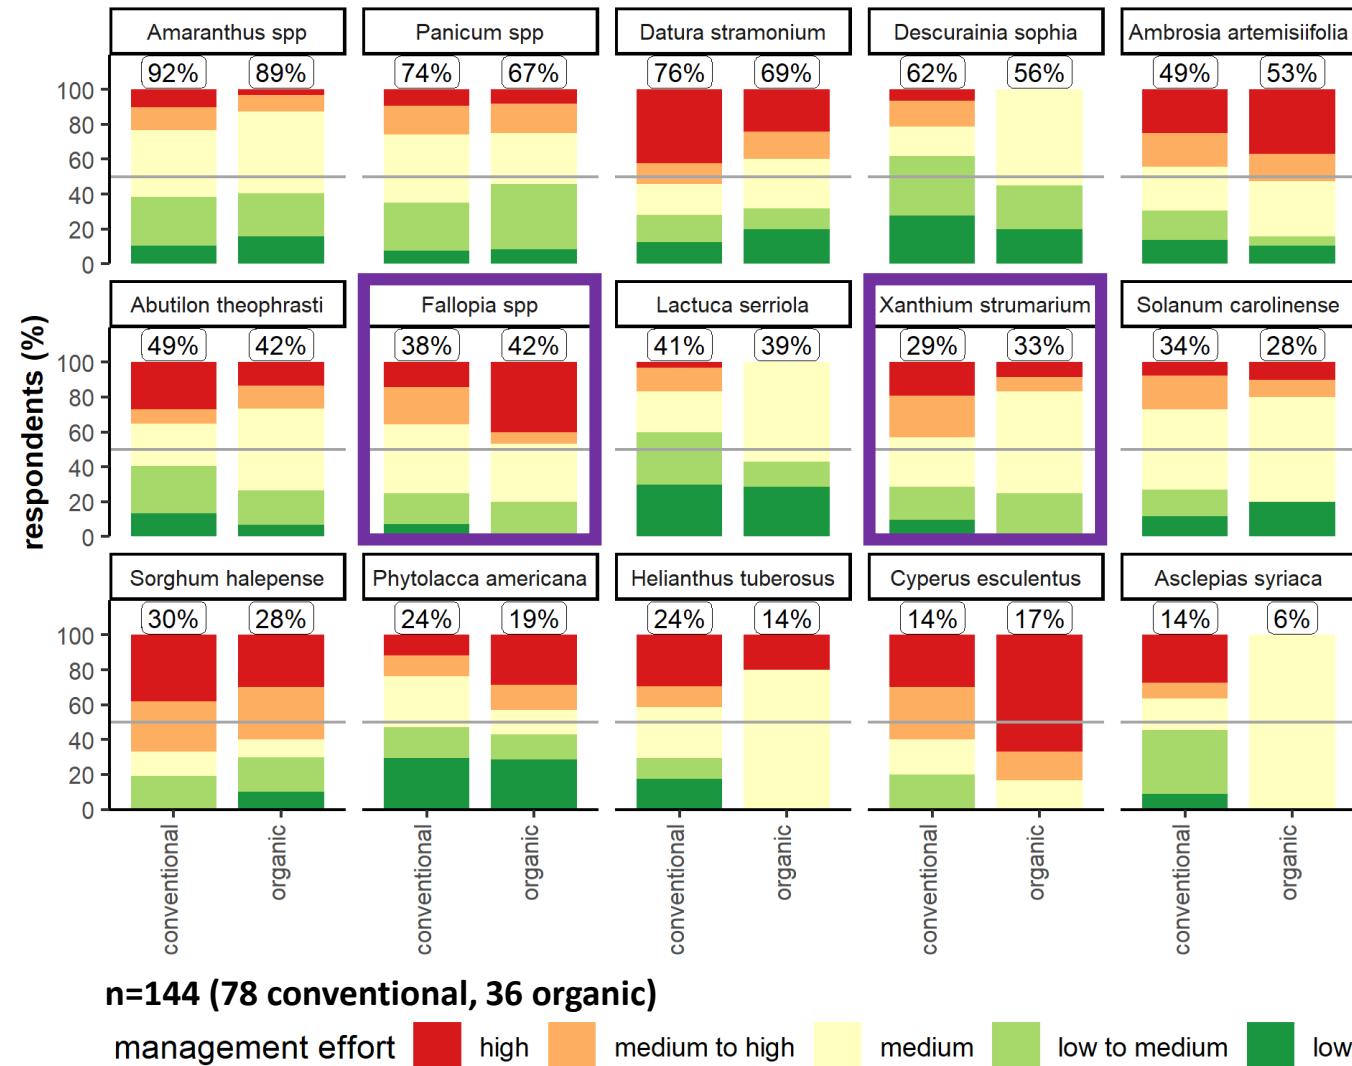 Amaranthus spp Panicum spp Datura stramonium Descurainia sophia Ambrosia artemisiifolia
92% 89% 74% 67% 76% 69% 62% 56% 49% 53%
100
80
60
40
20
0
respondents (%)
Abutilon theophrasti Fallopia spp Lactuca serriola Xanthium strumarium Solanum carolinense
49% 42% 38% 42% 41% 39% 29% 33% 34% 28%
100
80
60
40
20
0
Sorghum halepense Phytolacca americana Helianthus tuberosus Cyperus esculentus Asclepias syriaca
30% 28% 24% 19% 24% 14% 14% 17% 14% 6%
100
80
60
40
20
0
conventional organic conventional organic conventional organic conventional organic conventional organic
n=144 (78 conventional, 36 organic)
management effort high medium to high medium low to medium low